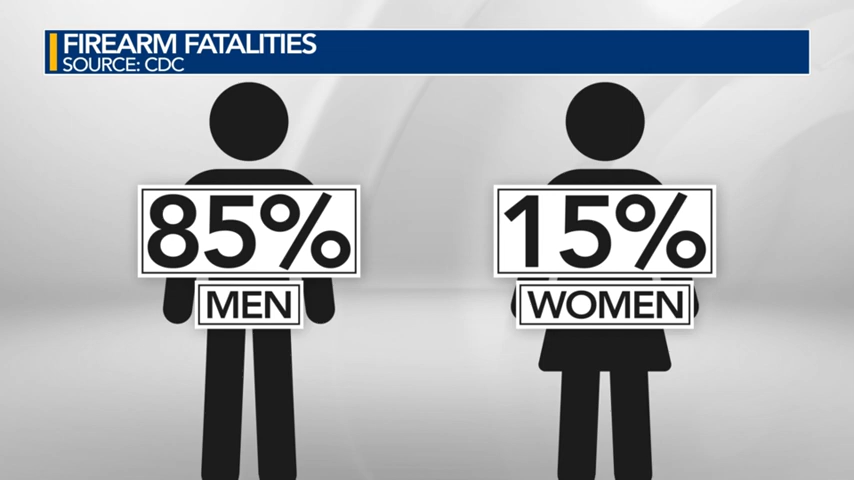 FIREARM FATALITIES
SOURCE: CDC
85%
MEN
15%
WOMEN